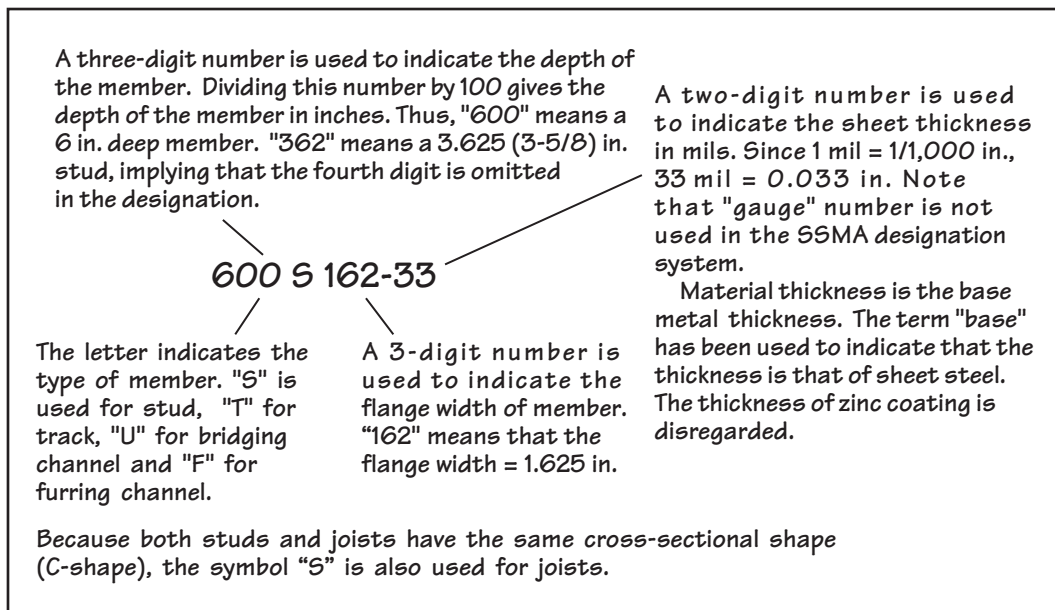 A three-digit number is used to indicate the depth of
the member. Dividing this number by 100 gives the
depth of the member in inches. Thus, "600" means a
6 in. deep member. "362" means a 3.625 (3-5/8) in.
stud, implying that the fourth digit is omitted
in the designation.
A two-digit number is used
to indicate the sheet thickness
in mils. Since 1 mil = 1/1,000 in.,
33 mil = 0.033 in. Note
that "gauge" number is not
used in the SSMA designation
system.
Material thickness is the base
metal thickness. The term "base"
has been used to indicate that the
thickness is that of sheet steel.
The thickness of zinc coating is
disregarded.
600 S 162-33
The letter indicates the
type of member. "S" is
used for stud, "T" for
track, "U" for bridging
channel and "F" for
furring channel.
A 3-digit number is
used to indicate the
flange width of member.
“162" means that the
flange width = 1.625 in.
Because both studs and joists have the same cross-sectional shape
(C-shape), the symbol “S” is also used for joists.